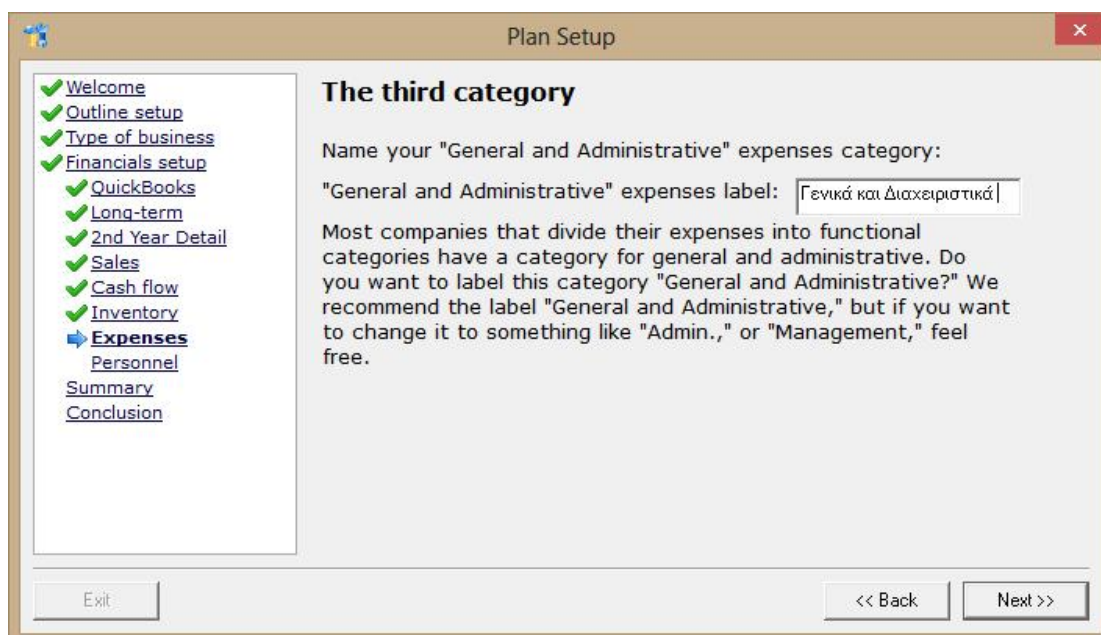 Plan Setup
Welcome
Outline setup
Type of business
Financials setup
QuickBooks
Long-term
2nd Year Detail
Sales
Cash flow
Inventory
Expenses
Personnel
Summary
Conclusion
The third category
Name your "General and Administrative" expenses category:
"General and Administrative" expenses label: Γενικά και Διαχειριστικά
Most companies that divide their expenses into functional
categories have a category for general and administrative. Do
you want to label this category "General and Administrative?" We
recommend the label "General and Administrative," but if you want
to change it to something like "Admin.," or "Management," feel
free.
Exit
<< Back
Next >>